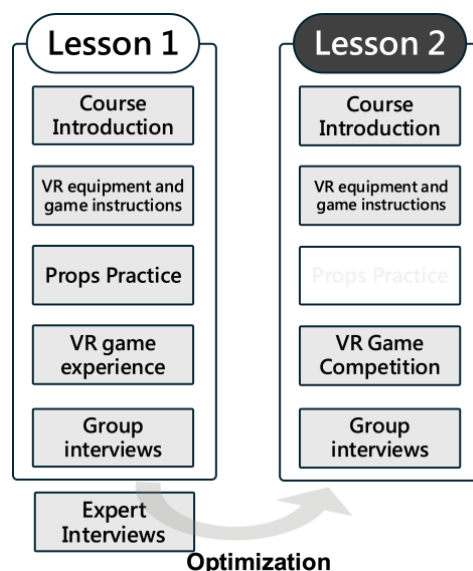 Lesson 1
Course
Introduction
VR equipment and
game instructions
Props Practice
VR game
experience
Group
interviews
Expert
Interviews
Lesson 2
Course
Introduction
VR equipment and
game instructions
Props Practice
VR Game
Competition
Group
interviews
Optimization